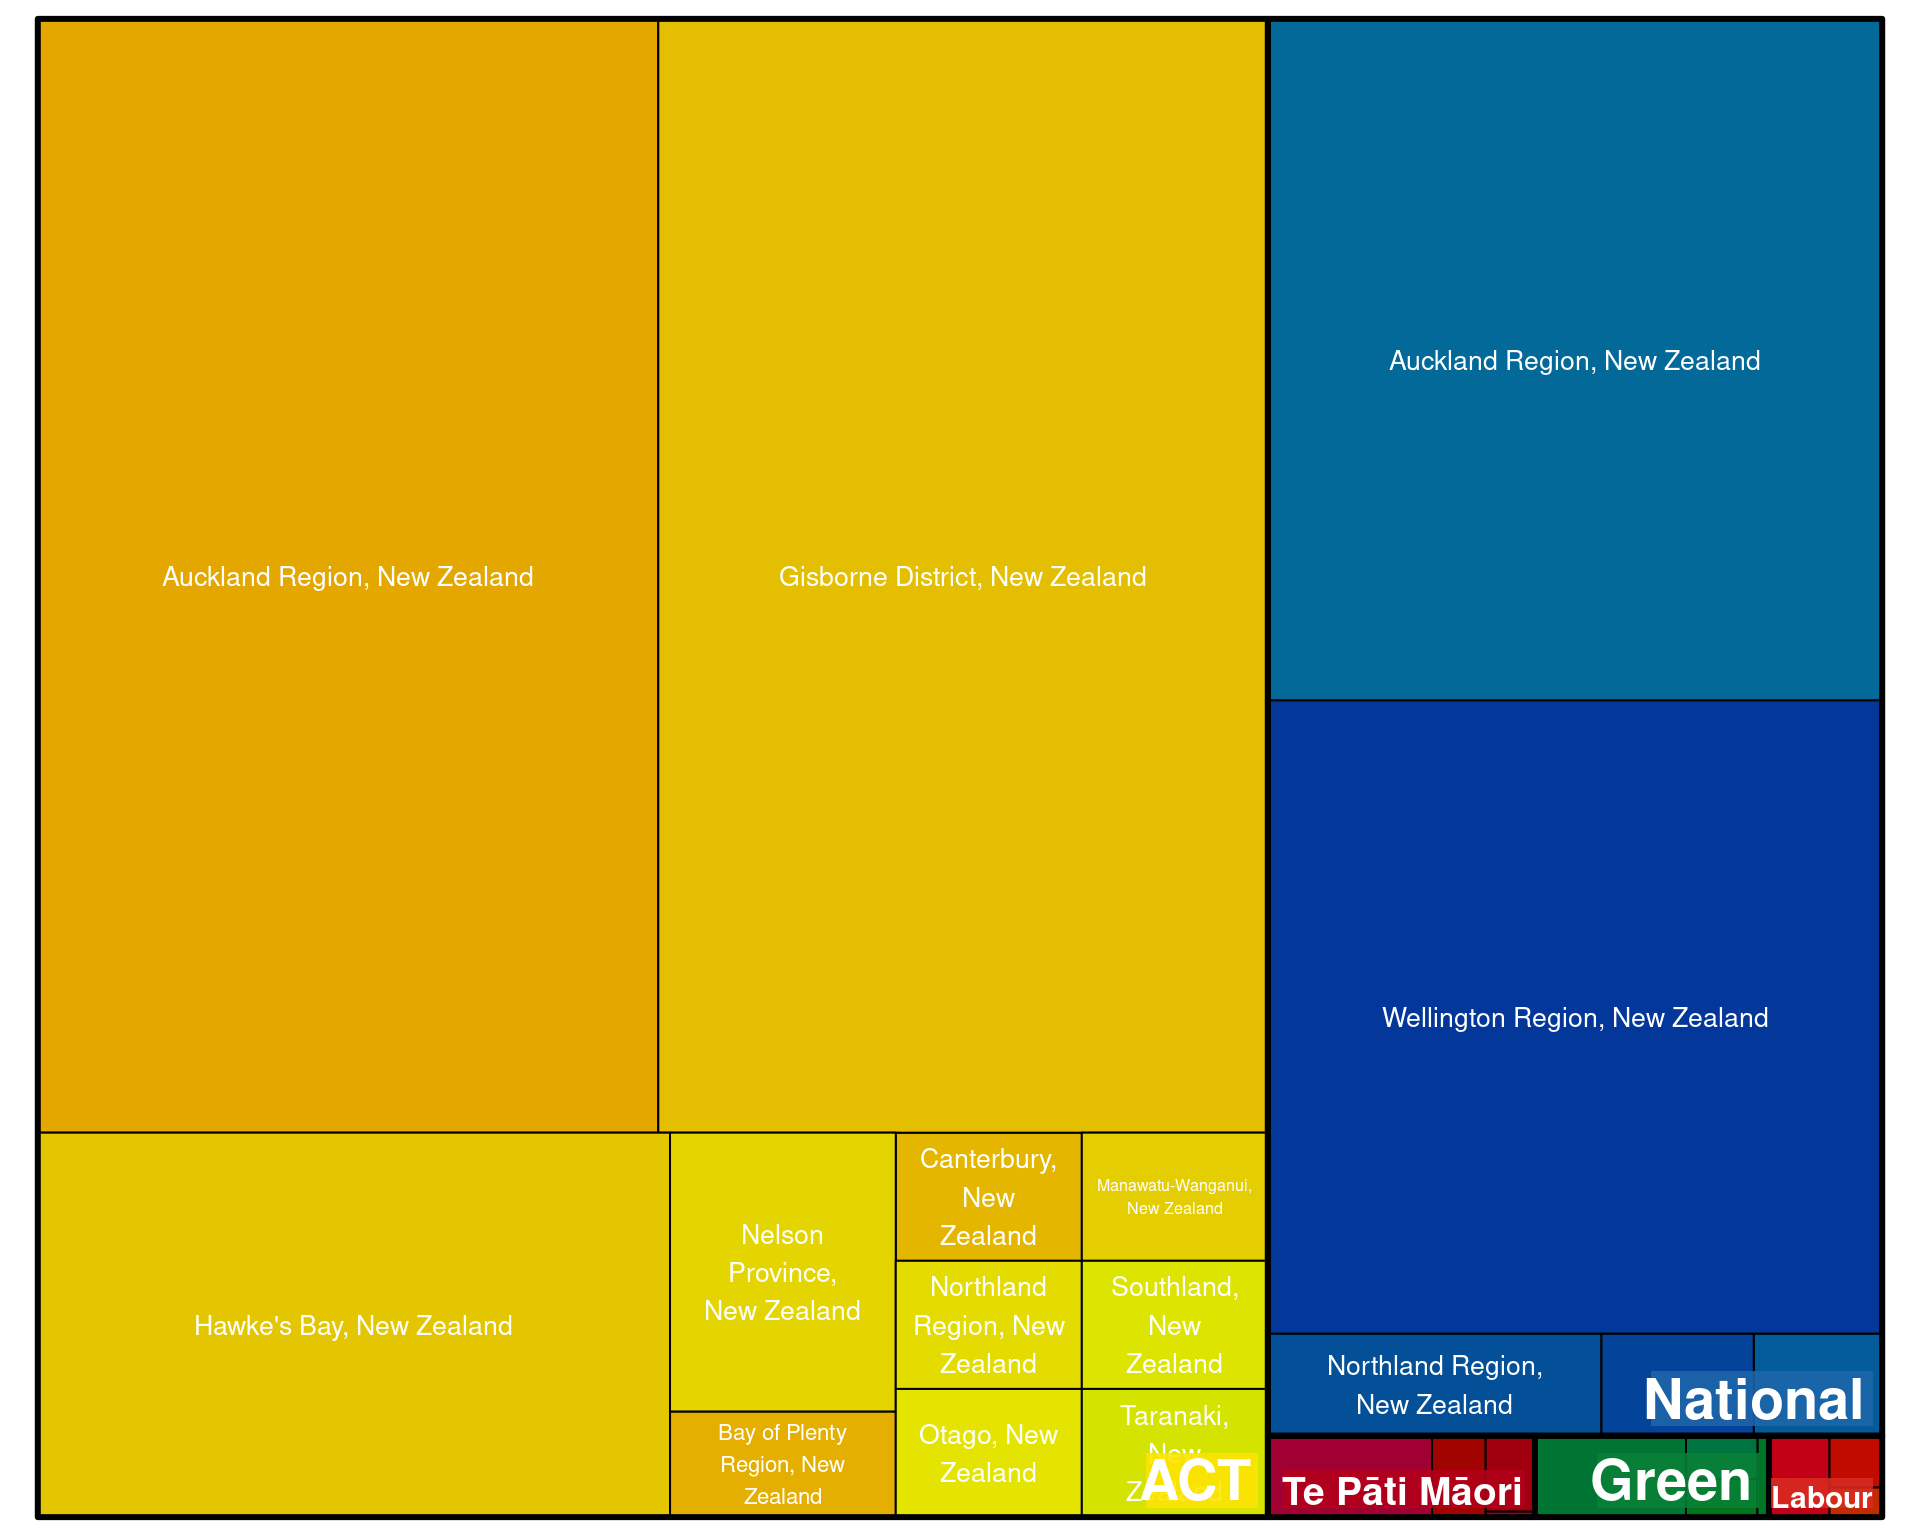 Auckland Region, New Zealand
Gisborne District, New Zealand
Hawke's Bay, New Zealand
Nelson
Province,
New Zealand
Bay of Plenty
Region, New
Zealand
Canterbury,
New
Zealand
Manawatu-Wanganui,
New Zealand
Northland
Region, New
Zealand
Southland,
New
Zealand
Otago, New
Zealand
Taranaki,
New
ACT
Auckland Region, New Zealand
Wellington Region, New Zealand
Northland Region,
New Zealand
National
Te Pāti Māori
Green
Labour